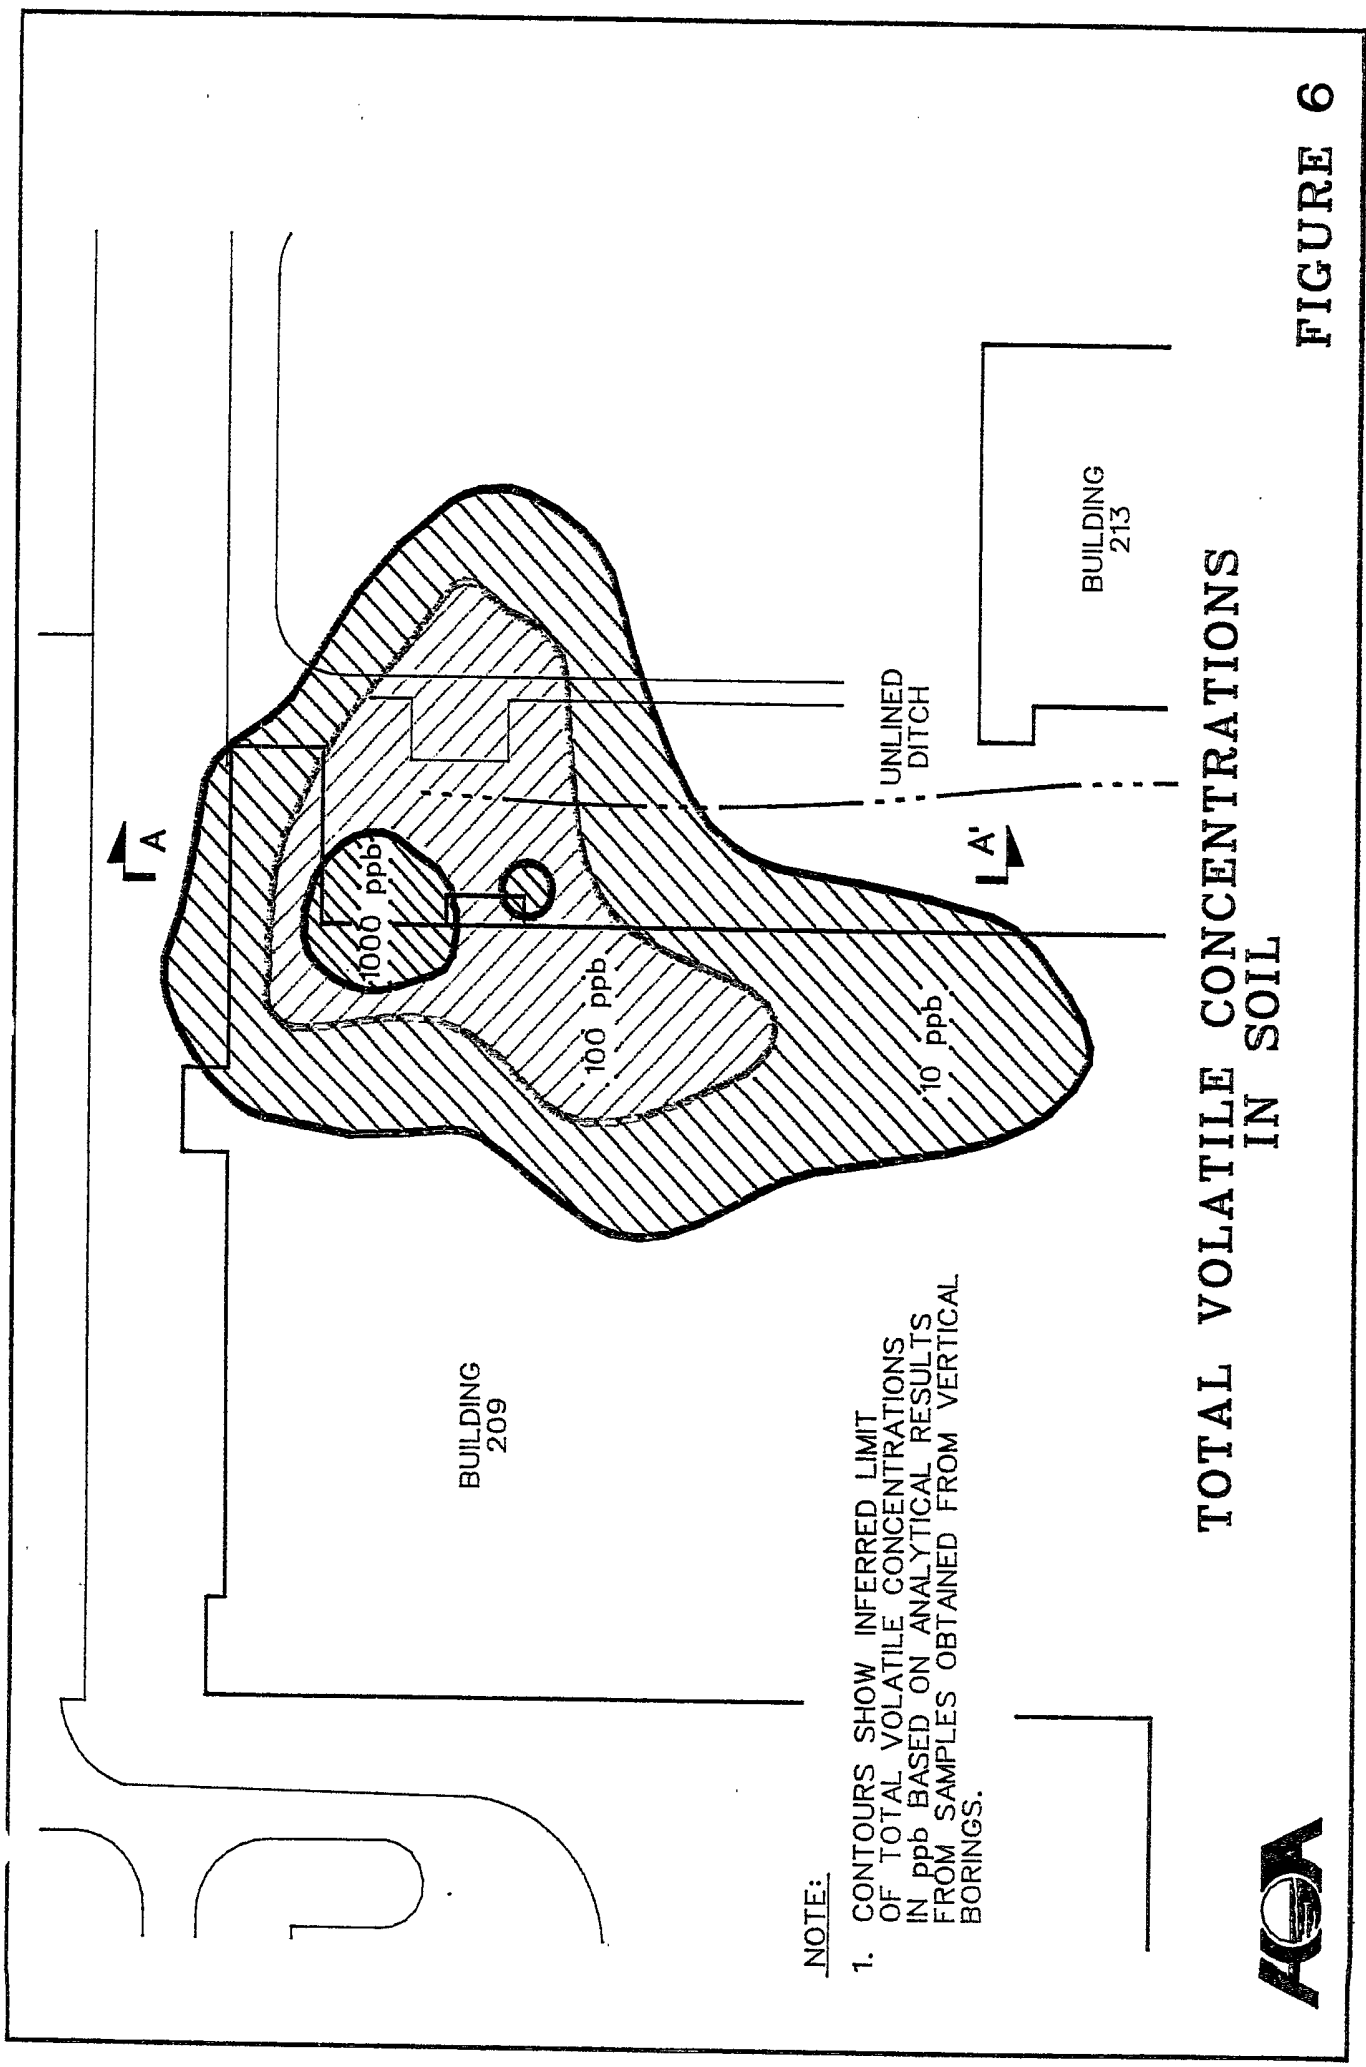 A
1000 ppb
100 ppb
10 ppb
UNLINED
DITCH
A'
BUILDING
213
BUILDING
209
NOTE:
1. CONTOURS SHOW INFERRED LIMIT
OF TOTAL VOLATILE CONCENTRATIONS
IN ppb BASED ON ANALYTICAL RESULTS
FROM SAMPLES OBTAINED FROM VERTICAL
BORINGS.
TOTAL VOLATILE CONCENTRATIONS
IN SOIL
FIGURE 6